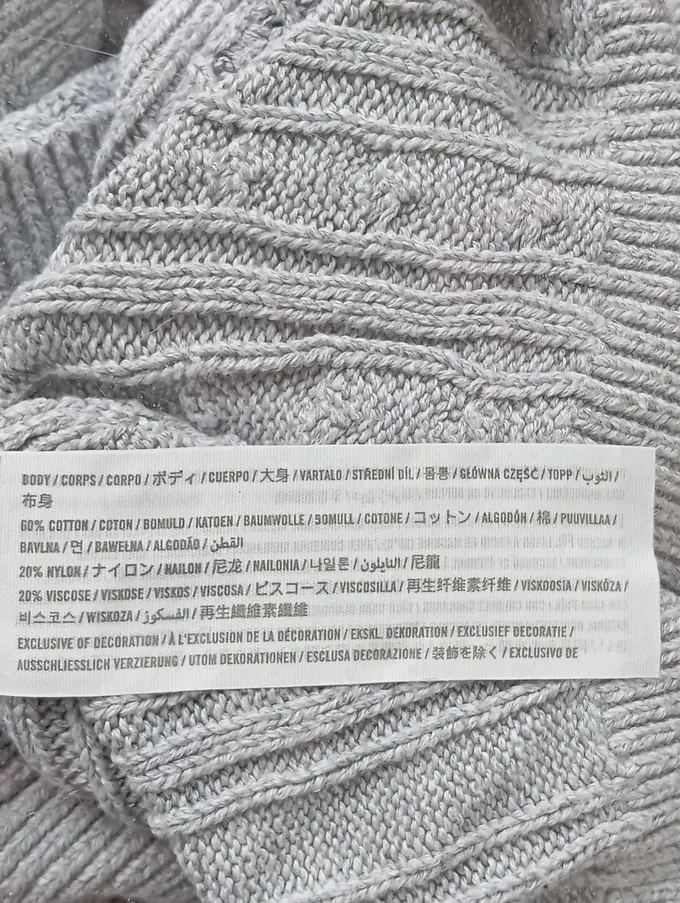 BODY / CORPS / CORPO / ボディ / CUERPO / 大身 / VARTALO / STŘEDNÍ DÍL / 몸통 / GŁÓWNA CZĘŚĆ / TOPP / الثوب /
布身
60% COTTON / COTON / BOMULD / KATOEN / BAUMWOLLE / BOMULL / COTONE / コットン / ALGODÓN / 棉 / PUUVILLAA /
BAVLNA / 면 / BAWEŁNA / ALGODÃO / القطن
20% NYLON / ナイロン / NAILON / 尼龙 / NAILONIA / 나일론 / النايلون / 尼龍
20% VISCOSE / VISKOSE / VISKOS / VISCOSA / ビスコース / VISCOSILLA / 再生纤维素纤维 / VISKOOSIA / VISKÓZA /
비스코스 / WISKOZA / الفسكوز / 再生纖維素纖維
EXCLUSIVE OF DECORATION / À L'EXCLUSION DE LA DÉCORATION / EKSKL. DEKORATION / EXCLUSIEF DECORATIE /
AUSSCHLIESSLICH VERZIERUNG / UTOM DEKORATIONEN / ESCLUSA DECORAZIONE / 装飾を除く / EXCLUSIVO DE